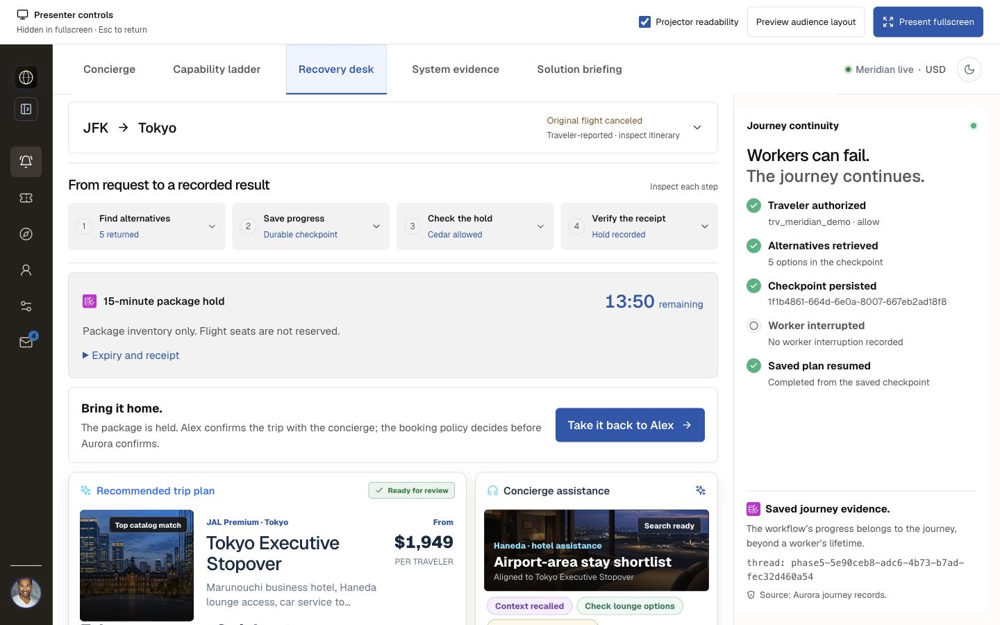 Presenter controls
Hidden in fullscreen · Esc to return
Projector readability
Preview audience layout
Present fullscreen
Concierge
Capability ladder
Recovery desk
System evidence
Solution briefing
Meridian live · USD
4
JFK → Tokyo
Original flight canceled
Traveler-reported · inspect itinerary
From request to a recorded result
Inspect each step
1
Find alternatives
5 returned
2
Save progress
Durable checkpoint
3
Check the hold
Cedar allowed
4
Verify the receipt
Hold recorded
15-minute package hold
13:50 remaining
Package inventory only. Flight seats are not reserved.
Expiry and receipt
Bring it home.
The package is held. Alex confirms the trip with the concierge; the booking policy decides before
Aurora confirms.
Take it back to Alex →
Recommended trip plan
Ready for review
Top catalog match
JAL Premium · Tokyo
Tokyo Executive
Stopover
From
$1,949
PER TRAVELER
Marunouchi business hotel, Haneda
lounge access, car service to...
Concierge assistance
Search ready
Haneda · hotel assistance
Airport-area stay shortlist
Aligned to Tokyo Executive Stopover
Context recalled
Check lounge options
Journey continuity
Workers can fail.
The journey continues.
Traveler authorized
trv_meridian_demo · allow
Alternatives retrieved
5 options in the checkpoint
Checkpoint persisted
1f1b4861-664d-6e0a-8007-667eb2ad18f8
Worker interrupted
No worker interruption recorded
Saved plan resumed
Completed from the saved checkpoint
Saved journey evidence.
The workflow's progress belongs to the journey,
beyond a worker's lifetime.
thread: phase5-5e90ceb8-adc6-4b73-b7ad-
fec32d460a54
Source: Aurora journey records.